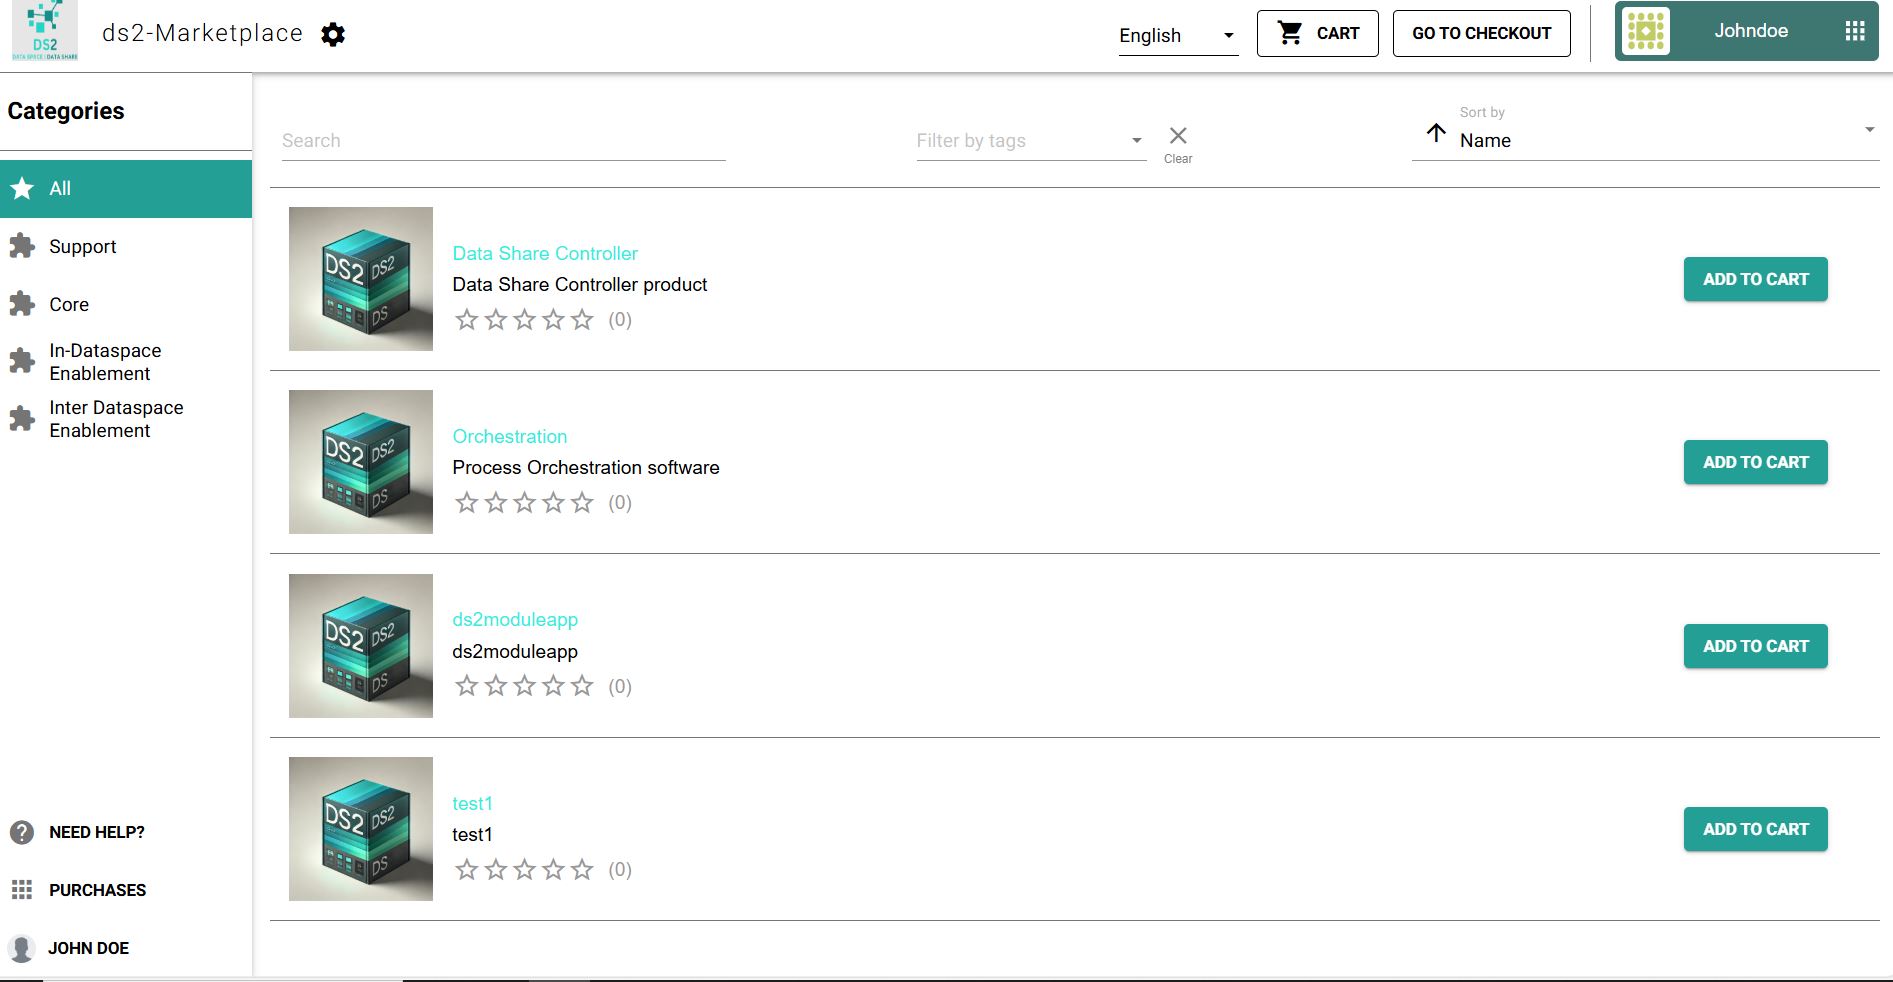 DS2
DATA SPACE | DATA SHARE
ds2-Marketplace
English
CART
GO TO CHECKOUT
Johndoe
Categories
All
Support
Core
In-Dataspace
Enablement
Inter Dataspace
Enablement
NEED HELP?
PURCHASES
JOHN DOE
Search
Filter by tags
Clear
Sort by
Name
DS2 DS2
DS
Data Share Controller
Data Share Controller product
(0)
ADD TO CART
DS2 DS2
DS
Orchestration
Process Orchestration software
(0)
ADD TO CART
DS2 DS2
DS
ds2moduleapp
ds2moduleapp
(0)
ADD TO CART
DS2 DS2
DS
test1
test1
(0)
ADD TO CART